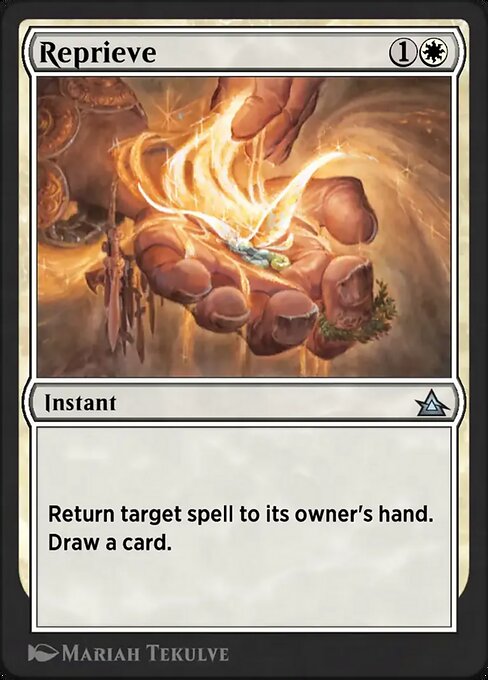 Reprieve 1
Instant
Return target spell to its owner's hand.
Draw a card.
Mariah Tekulve